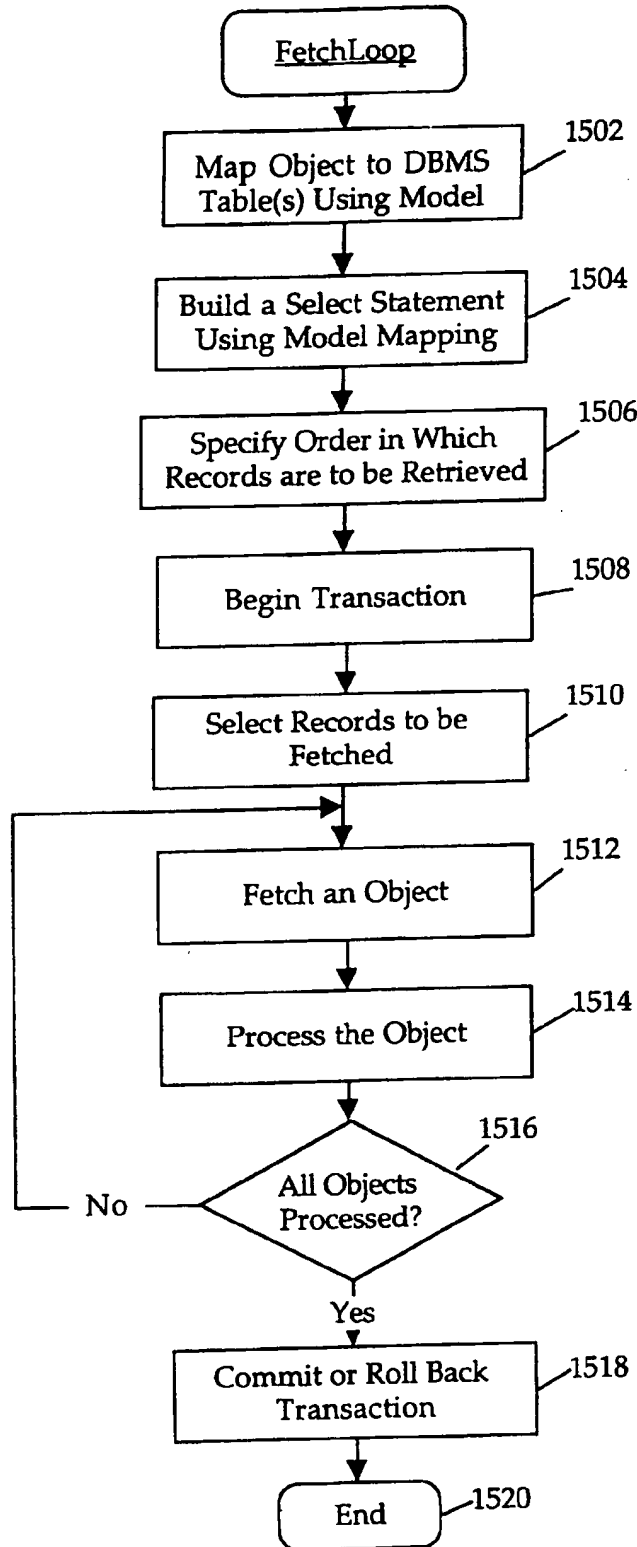 FetchLoop
1502
Map Object to DBMS
Table(s) Using Model
1504
Build a Select Statement
Using Model Mapping
1506
Specify Order in Which
Records are to be Retrieved
1508
Begin Transaction
1510
Select Records to be
Fetched
1512
Fetch an Object
1514
Process the Object
1516
All Objects
Processed?
No
Yes
1518
Commit or Roll Back
Transaction
End
1520